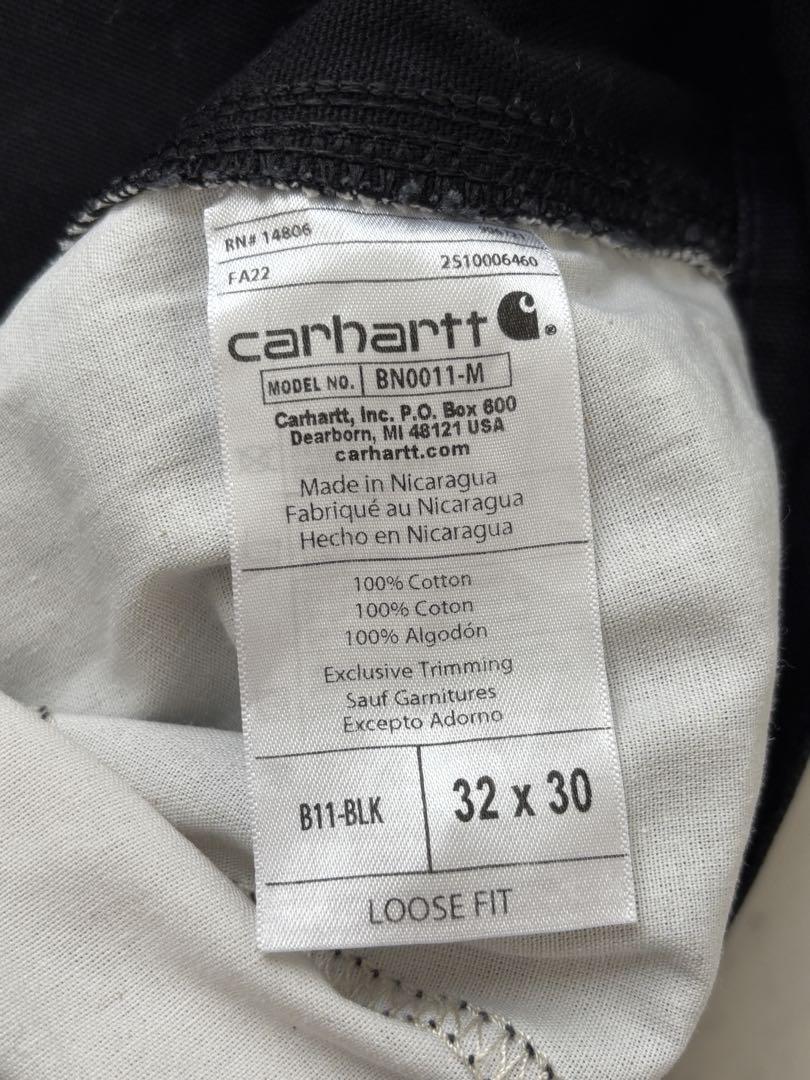 RN# 14806
FA22 2510006460
carhartt
MODEL NO. BN0011-M
Carhartt, Inc. P.O. Box 600
Dearborn, MI 48121 USA
carhartt.com
Made in Nicaragua
Fabriqué au Nicaragua
Hecho en Nicaragua
100% Cotton
100% Coton
100% Algodón
Exclusive Trimming
Sauf Garnitures
Excepto Adorno
B11-BLK 32 x 30
LOOSE FIT